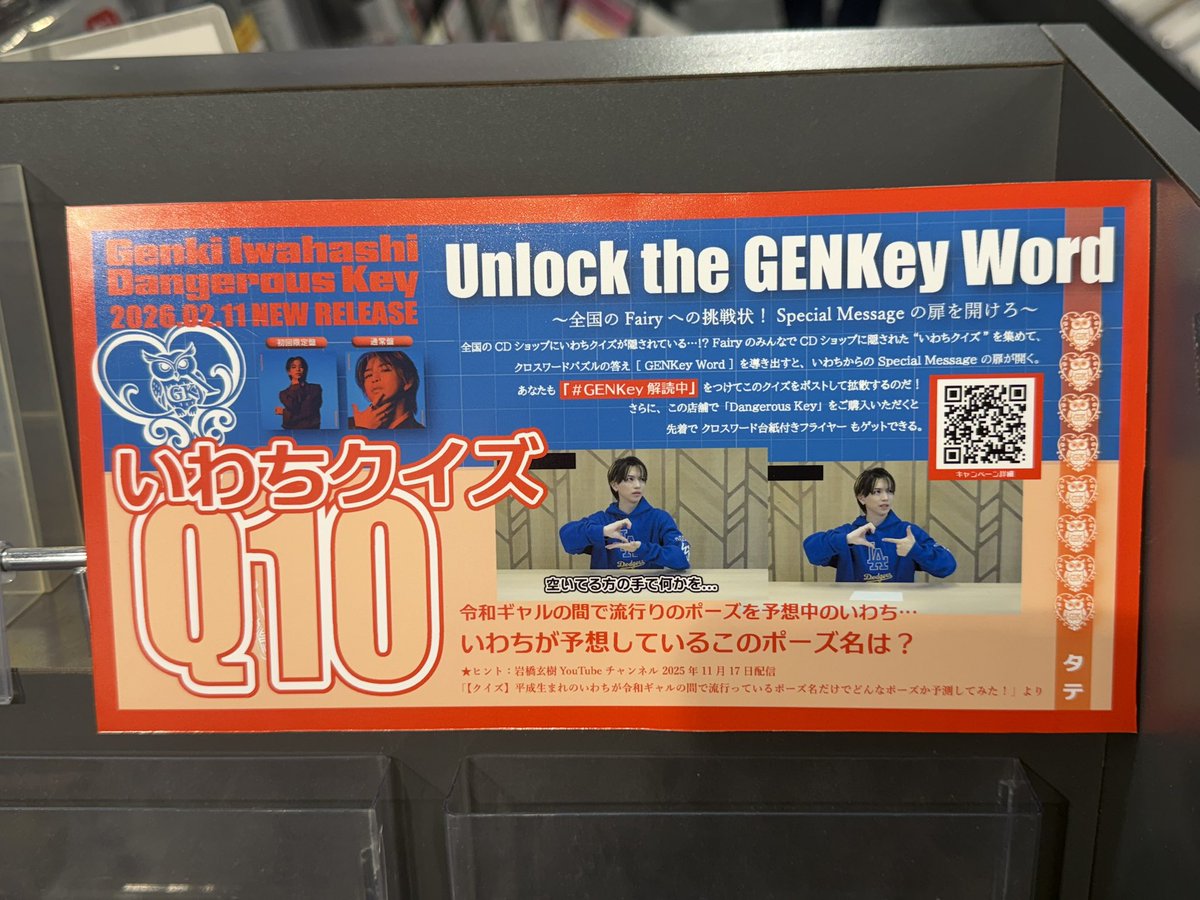 Genki Iwahashi
Dangerous Key
2026.02.11 NEW RELEASE
初回限定盤
通常盤
Unlock the GENKey Word
～全国の Fairy への挑戦状！ Special Message の扉を開けろ～
全国の CD ショップにいわちクイズが隠されている…!? Fairy のみんなで CD ショップに隠された “いわちクイズ” を集めて、
クロスワードパズルの答え [ GENKey Word ] を導き出すと、いわちからの Special Message の扉が開く。
あなたも「#GENKey 解読中」をつけてこのクイズをポストして拡散するのだ！
さらに、この店舗で「Dangerous Key」をご購入いただくと
先着で クロスワード台紙付きフライヤー もゲットできる。
キャンペーン詳細
いわちクイズ
Q10
LA
Dodgers
空いてる方の手で何かを…
LA
Dodgers
令和ギャルの間で流行りのポーズを予想中のいわち…
いわちが予想しているこのポーズ名は？
★ヒント：岩橋玄樹 YouTube チャンネル 2025 年 11 月 17 日配信
「【クイズ】平成生まれのいわちが令和ギャルの間で流行っているポーズ名だけでどんなポーズか予測してみた！」より
タテ